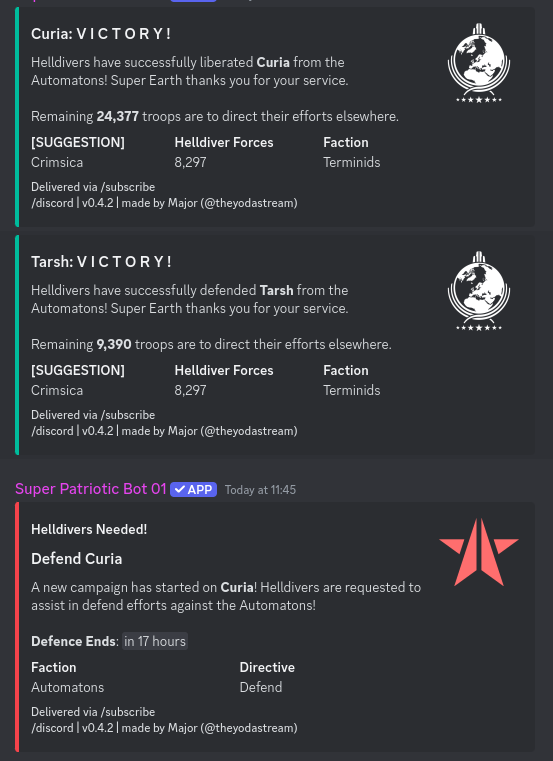 Curia: V I C T O R Y !
Helldivers have successfully liberated Curia from the
Automatons! Super Earth thanks you for your service.
Remaining 24,377 troops are to direct their efforts elsewhere.
[SUGGESTION] Helldiver Forces Faction
Crimsica 8,297 Terminids
Delivered via /subscribe
/discord | v0.4.2 | made by Major (@theyodastream)
Tarsh: V I C T O R Y !
Helldivers have successfully defended Tarsh from the
Automatons! Super Earth thanks you for your service.
Remaining 9,390 troops are to direct their efforts elsewhere.
[SUGGESTION] Helldiver Forces Faction
Crimsica 8,297 Terminids
Delivered via /subscribe
/discord | v0.4.2 | made by Major (@theyodastream)
Super Patriotic Bot 01 ✓ APP Today at 11:45
Helldivers Needed!
Defend Curia
A new campaign has started on Curia! Helldivers are requested to
assist in defend efforts against the Automatons!
Defence Ends: in 17 hours
Faction Directive
Automatons Defend
Delivered via /subscribe
/discord | v0.4.2 | made by Major (@theyodastream)